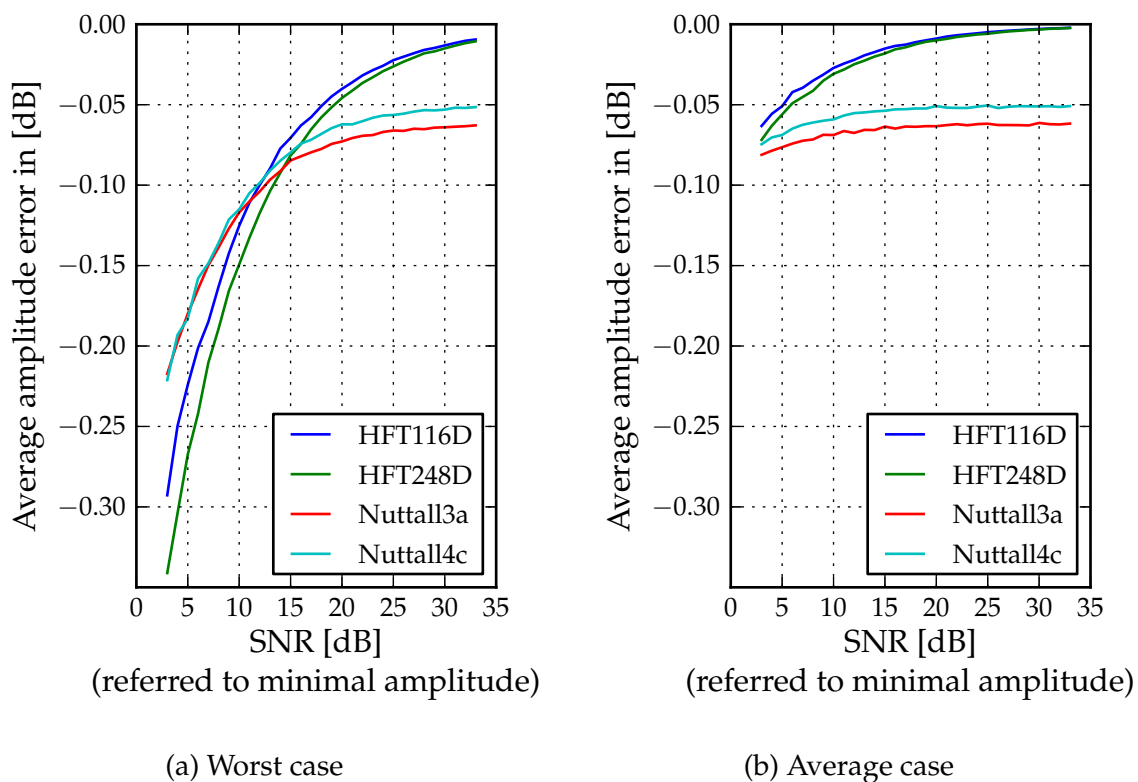 Average amplitude error in [dB]
0.00
−0.05
−0.10
−0.15
−0.20
−0.25
−0.30
HFT116D
HFT248D
Nuttall3a
Nuttall4c
0 5 10 15 20 25 30 35
SNR [dB]
(referred to minimal amplitude)
(a) Worst case
Average amplitude error in [dB]
0.00
−0.05
−0.10
−0.15
−0.20
−0.25
−0.30
HFT116D
HFT248D
Nuttall3a
Nuttall4c
0 5 10 15 20 25 30 35
SNR [dB]
(referred to minimal amplitude)
(b) Average case